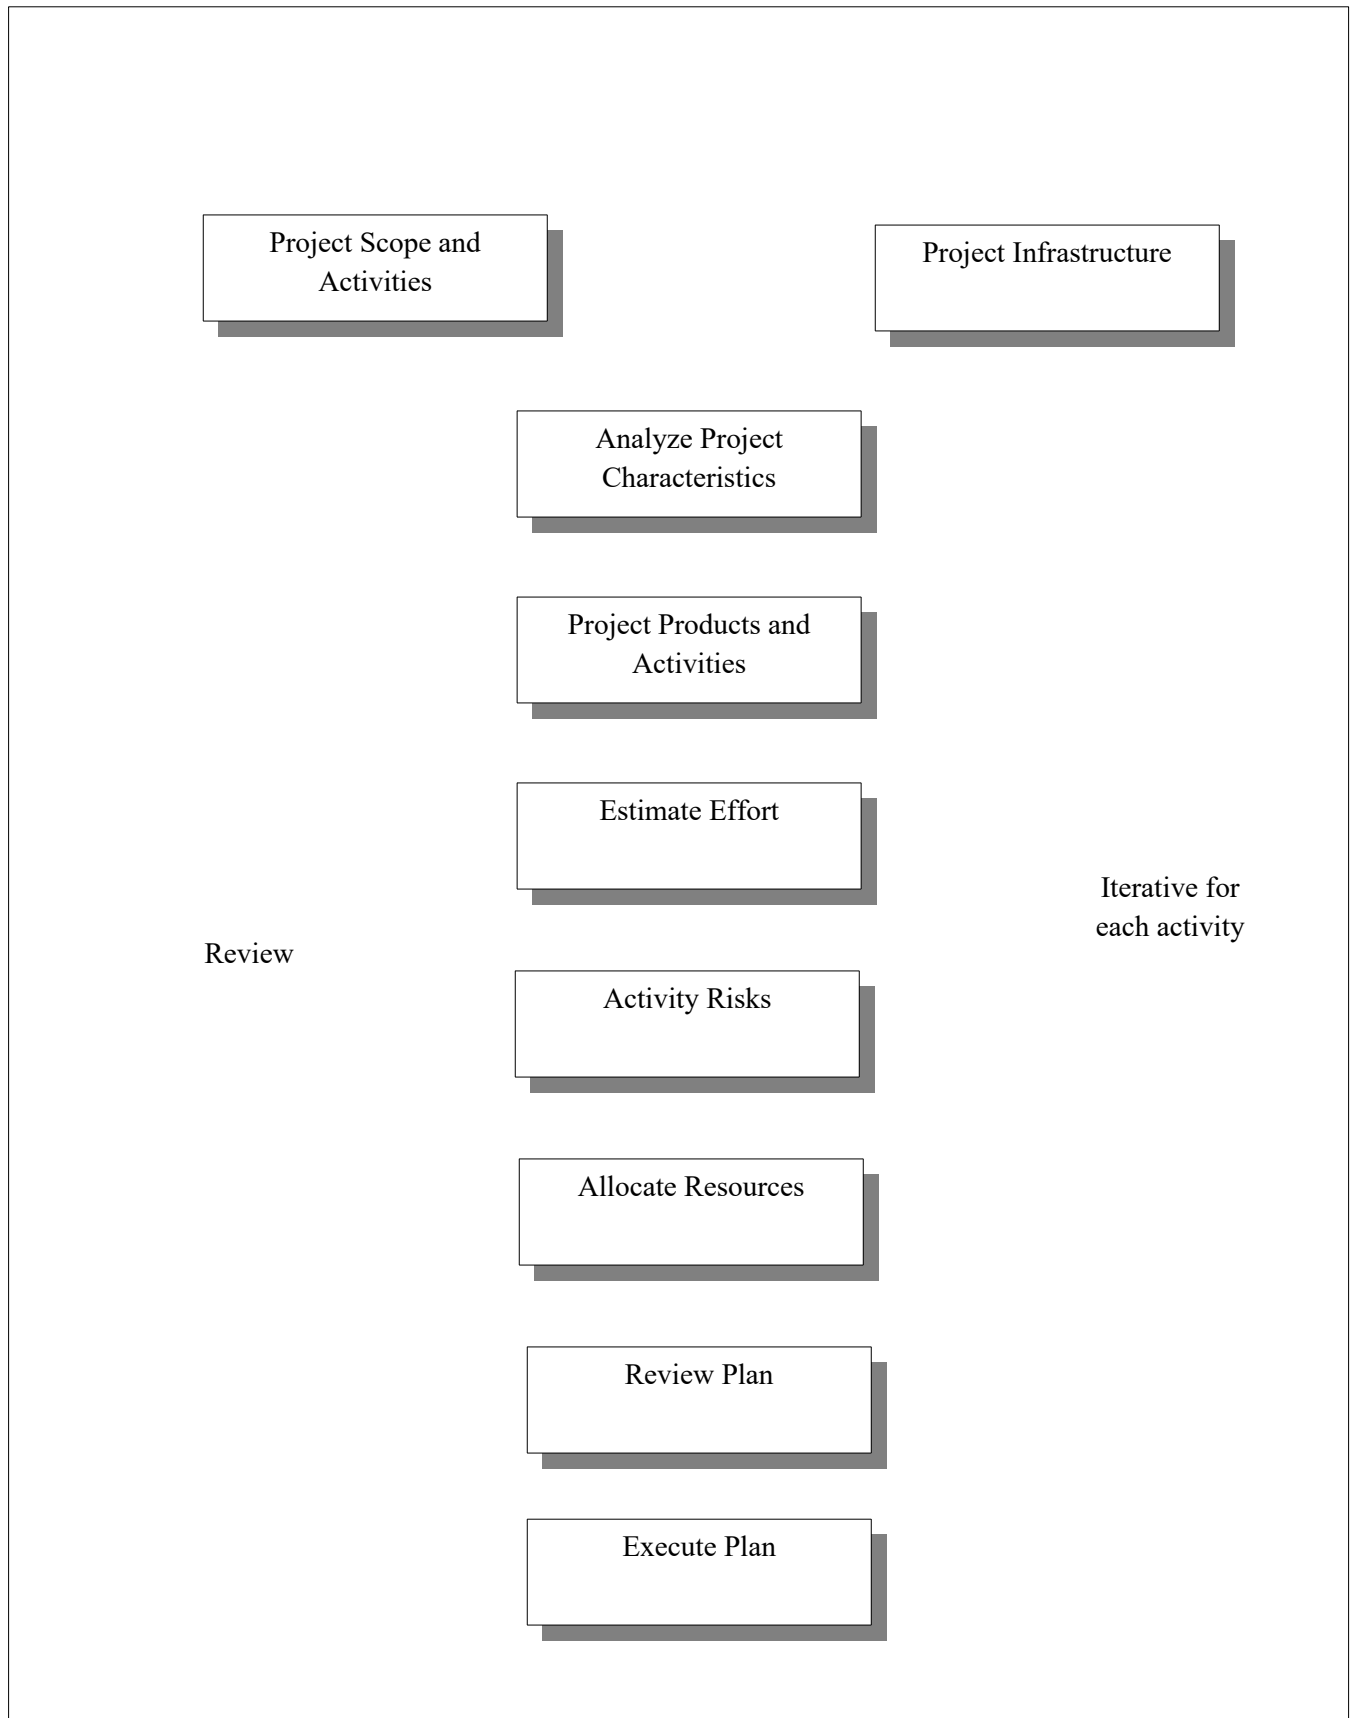 Project Scope and
Activities
Project Infrastructure
Analyze Project
Characteristics
Project Products and
Activities
Estimate Effort
Iterative for
each activity
Review
Activity Risks
Allocate Resources
Review Plan
Execute Plan